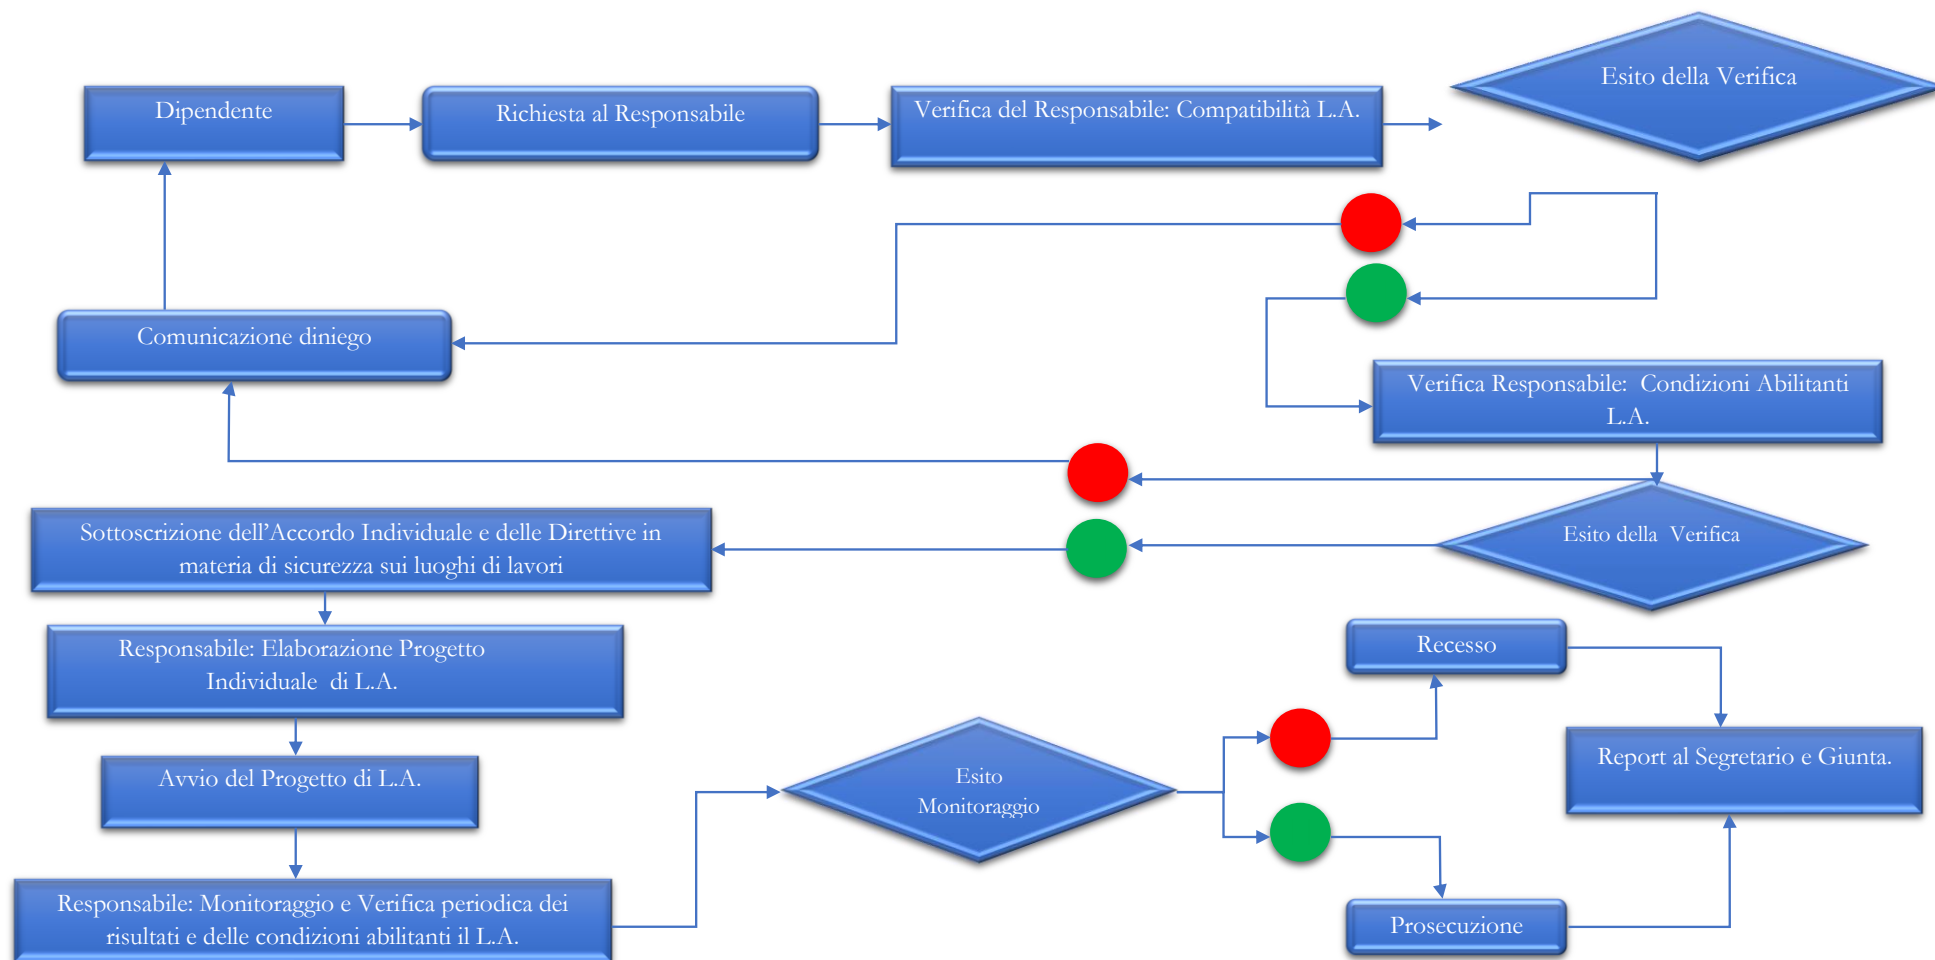 Dipendente
Richiesta al Responsabile
Verifica del Responsabile: Compatibilità L.A.
Esito della Verifica
Comunicazione diniego
Verifica Responsabile:  Condizioni Abilitanti
L.A.
Esito della  Verifica
Sottoscrizione dell’Accordo Individuale e delle Direttive in
materia di sicurezza sui luoghi di lavori
Responsabile: Elaborazione Progetto
Individuale  di L.A.
Avvio del Progetto di L.A.
Responsabile: Monitoraggio e Verifica periodica dei
risultati e delle condizioni abilitanti il L.A.
Esito
Monitoraggio
Recesso
Prosecuzione
Report al Segretario e Giunta.